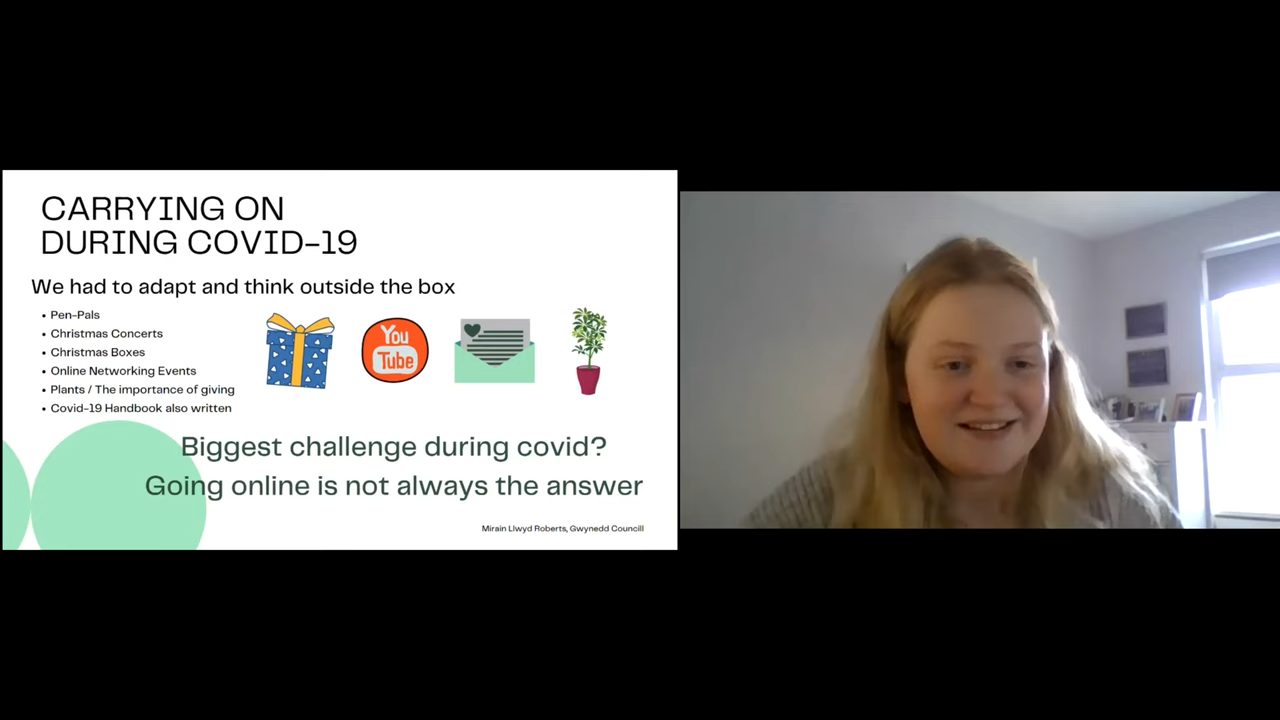 CARRYING ON
DURING COVID-19
We had to adapt and think outside the box
• Pen-Pals
• Christmas Concerts
• Christmas Boxes
• Online Networking Events
• Plants / The importance of giving
• Covid-19 Handbook also written
You
Tube
Biggest challenge during covid?
Going online is not always the answer
Mirain Llwyd Roberts, Gwynedd Councill